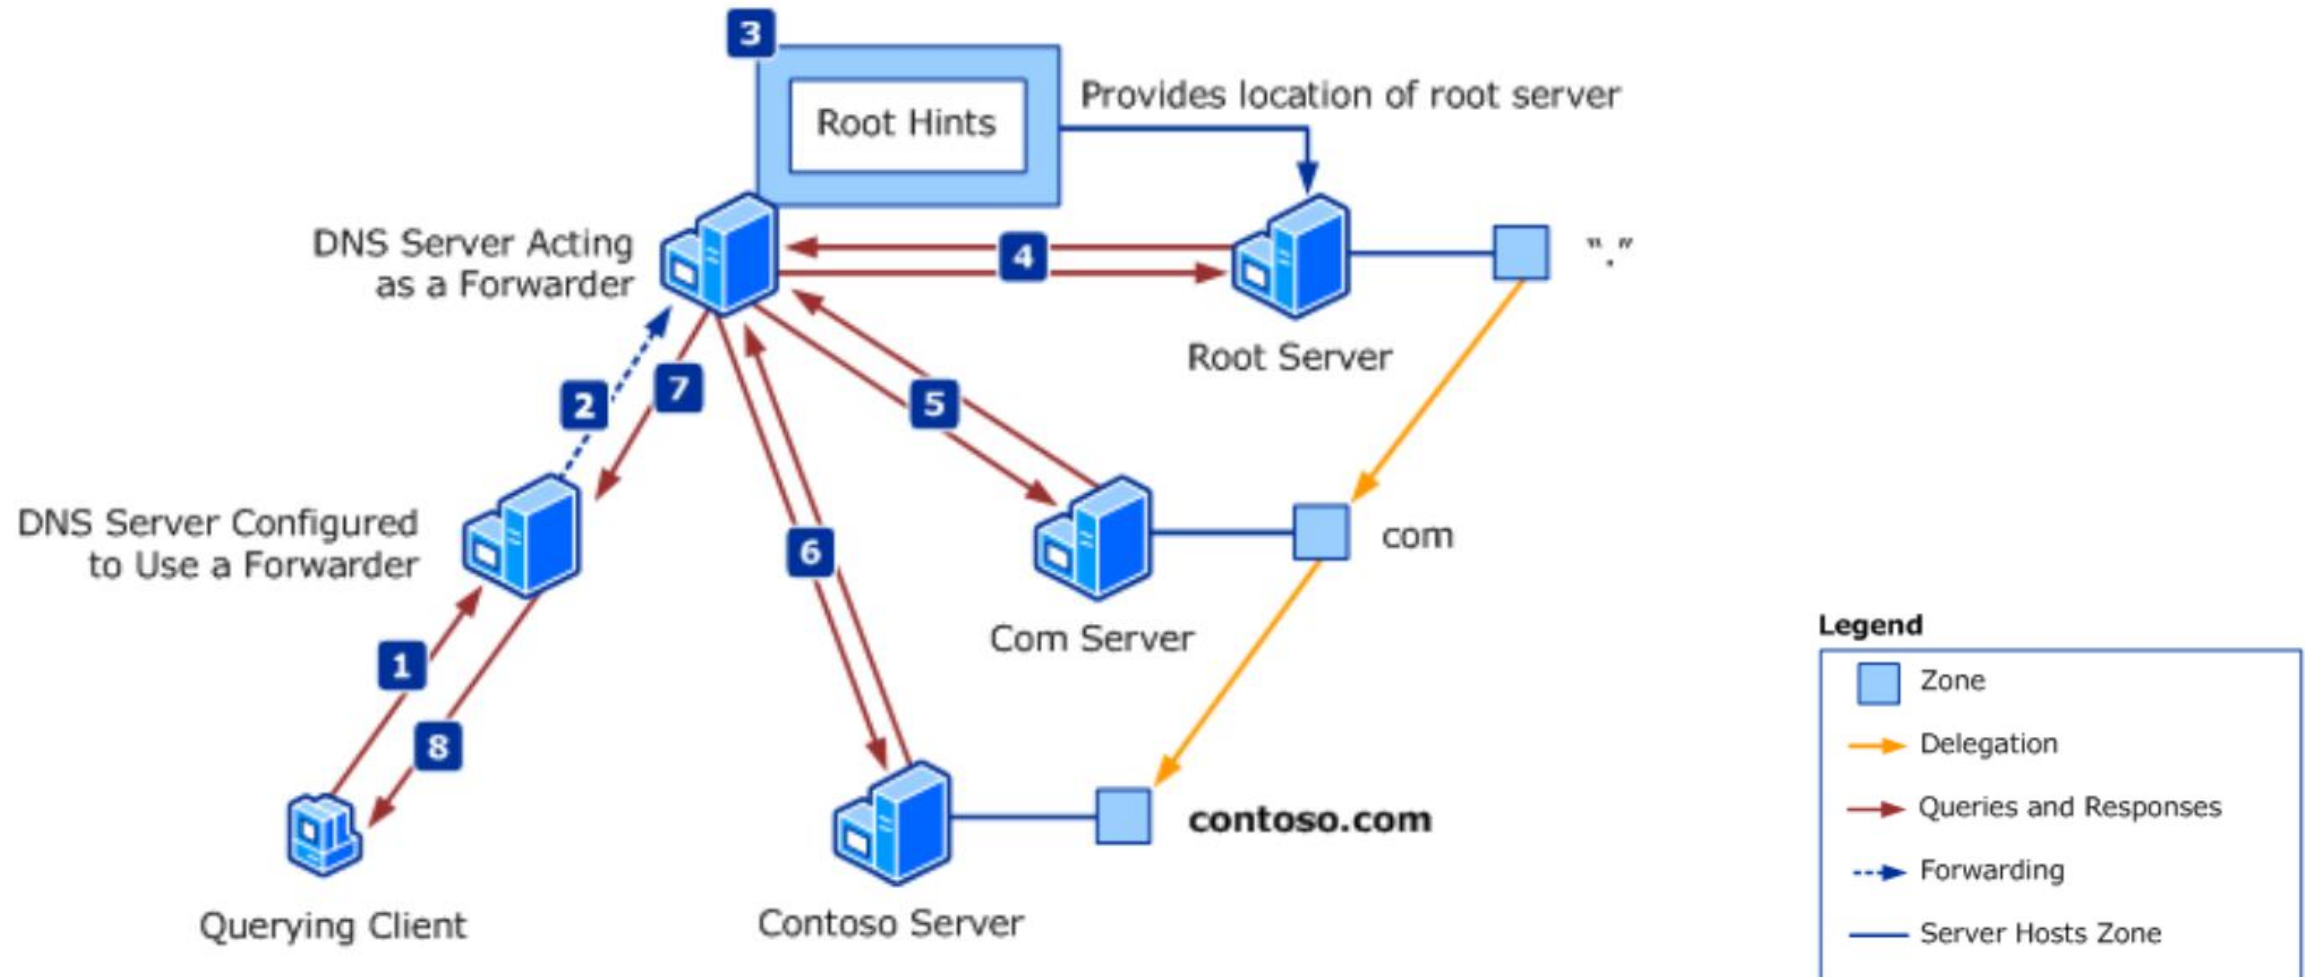 3
Root Hints
Provides location of root server
DNS Server Acting
as a Forwarder
4
"."
Root Server
2
7
5
DNS Server Configured
to Use a Forwarder
6
com
Com Server
1
8
contoso.com
Querying Client
Contoso Server
Legend
Zone
Delegation
Queries and Responses
Forwarding
Server Hosts Zone